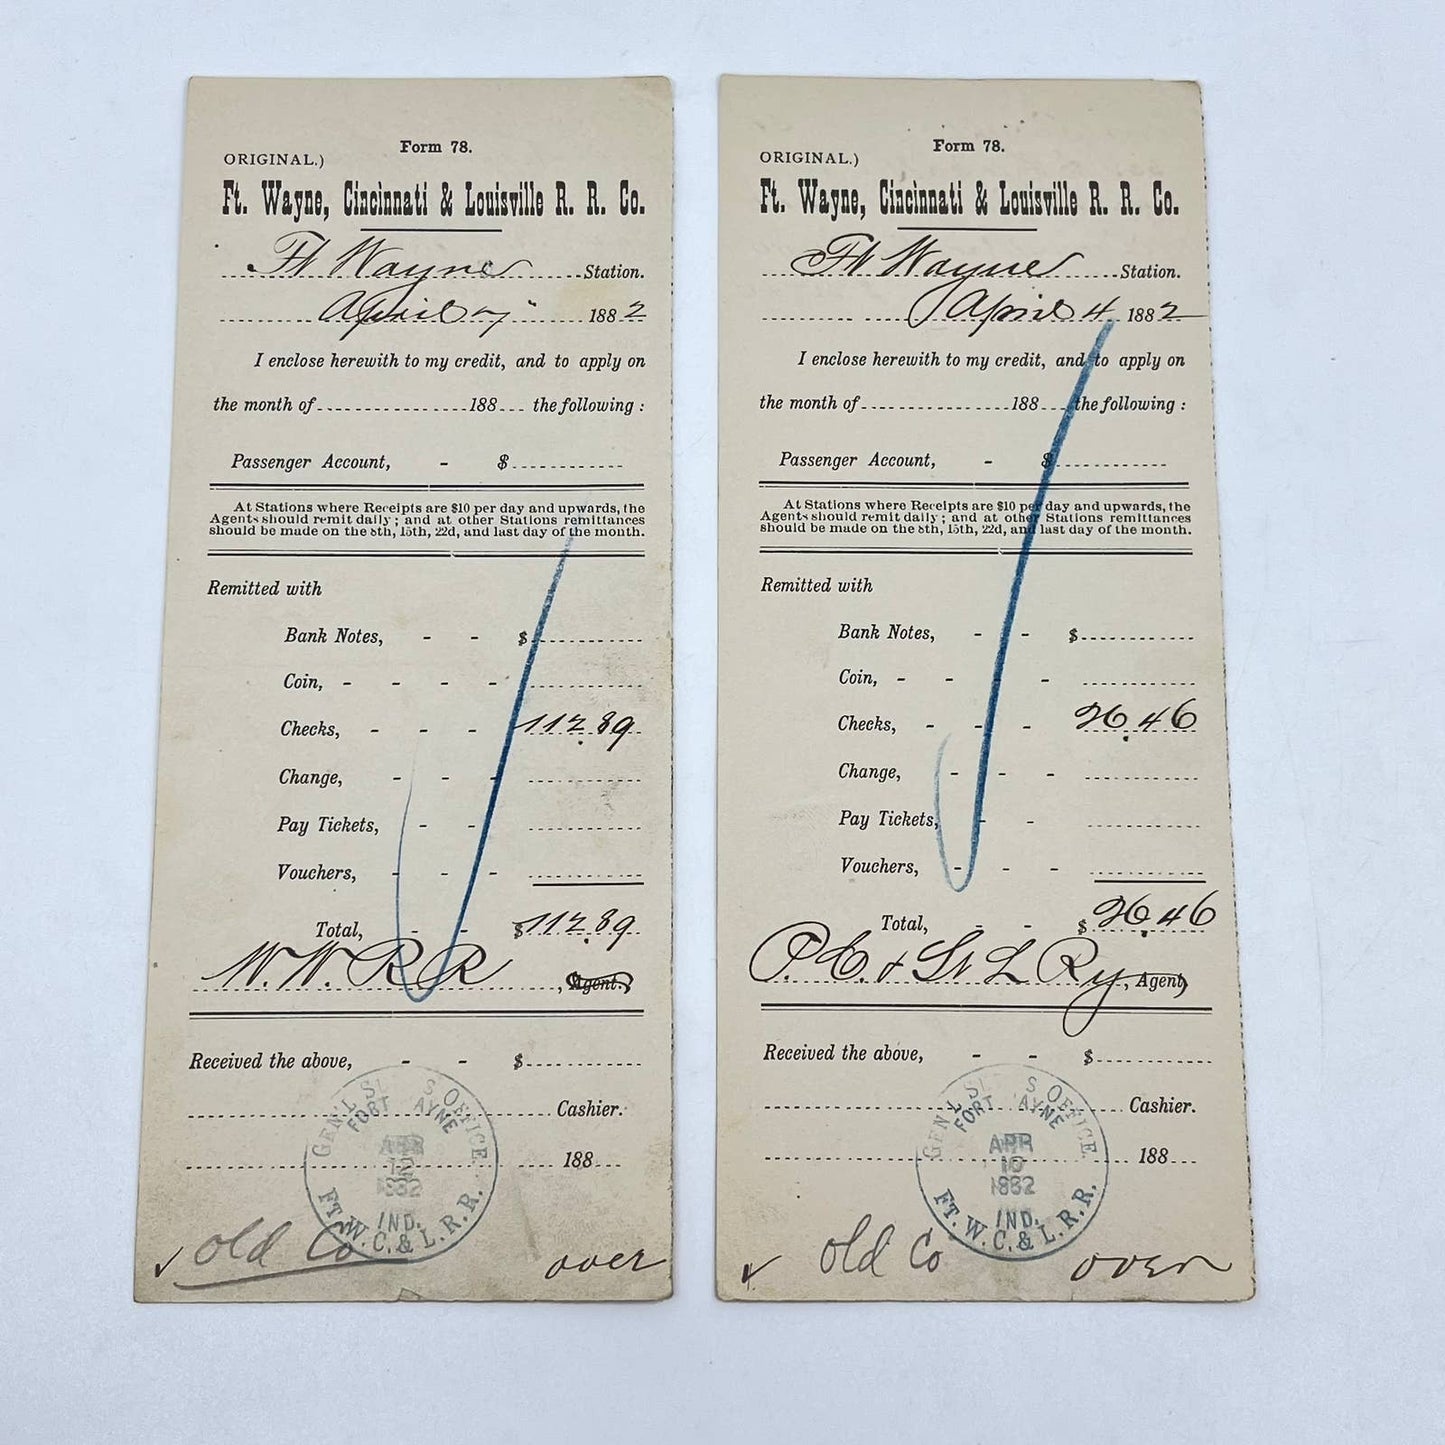 Form 78.
ORIGINAL.)
Ft. Wayne, Cincinnati & Louisville R. R. Co.
Ft Wayne Station.
April 7" 1882
I enclose herewith to my credit, and to apply on
the month of 188 the following:
Passenger Account, - $
At Stations where Receipts are $10 per day and upwards, the
Agents should remit daily; and at other Stations remittances
should be made on the 8th, 15th, 22d, and last day of the month.
Remitted with
Bank Notes, - - $
Coin, - - - -
Checks, - - - 112.89
Change, - - -
Pay Tickets, - -
Vouchers, - - -
Total, - - $112.89
W. W. R R , Agent.
Received the above, - - $
Cashier.
188
GEN'L OFFICE
FORT WAYNE
APR
1882
IND.
FT. W. C. & L. R. R.
✓ old Co over
Form 78.
ORIGINAL.)
Ft. Wayne, Cincinnati & Louisville R. R. Co.
Ft Wayne Station.
April 4 1882
I enclose herewith to my credit, and to apply on
the month of 188 the following:
Passenger Account, - $
At Stations where Receipts are $10 per day and upwards, the
Agents should remit daily; and at other Stations remittances
should be made on the 8th, 15th, 22d, and last day of the month.
Remitted with
Bank Notes, - - $
Coin, - - - -
Checks, - - - 26.46
Change, - - -
Pay Tickets, - -
Vouchers, - - -
Total, - - $26.46
P. C. & St L Ry, Agent,
Received the above, - - $
Cashier.
188
GEN'L OFFICE
FORT WAYNE
APR
10
1882
IND.
FT. W. C. & L. R. R.
✓ old Co over